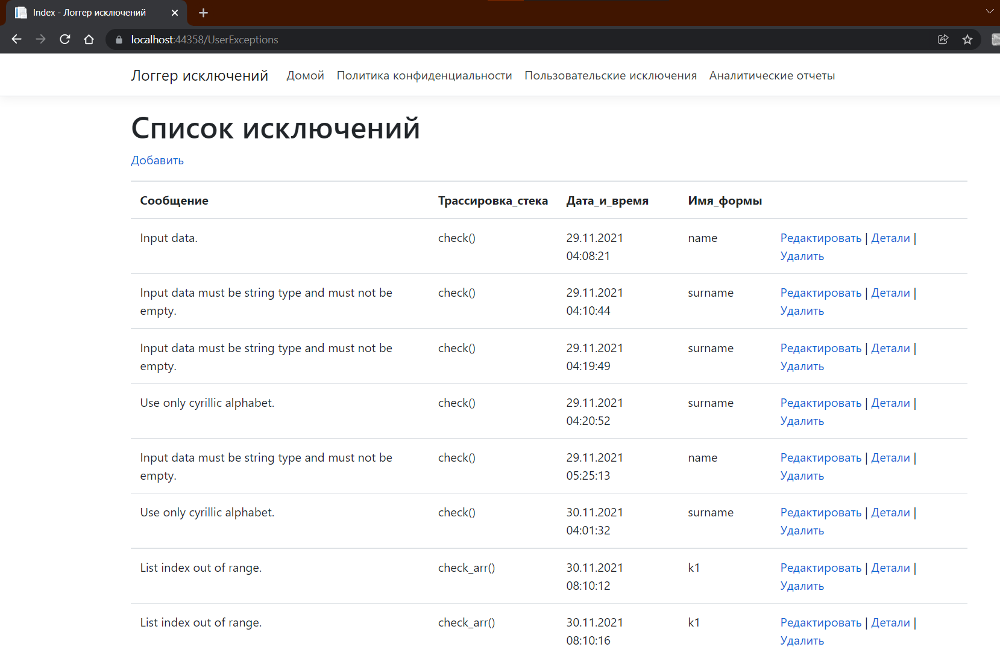 Index - Логгер исключений
localhost:44358/UserExceptions
Логгер исключений Домой Политика конфиденциальности Пользовательские исключения Аналитические отчеты
Список исключений
Добавить
Сообщение Трассировка_стека Дата_и_время Имя_формы
Input data. check() 29.11.2021 name Редактировать | Детали |
04:08:21 Удалить
Input data must be string type and must not be check() 29.11.2021 surname Редактировать | Детали |
empty. 04:10:44 Удалить
Input data must be string type and must not be check() 29.11.2021 surname Редактировать | Детали |
empty. 04:19:49 Удалить
Use only cyrillic alphabet. check() 29.11.2021 surname Редактировать | Детали |
04:20:52 Удалить
Input data must be string type and must not be check() 29.11.2021 name Редактировать | Детали |
empty. 05:25:13 Удалить
Use only cyrillic alphabet. check() 30.11.2021 surname Редактировать | Детали |
04:01:32 Удалить
List index out of range. check_arr() 30.11.2021 k1 Редактировать | Детали |
08:10:12 Удалить
List index out of range. check_arr() 30.11.2021 k1 Редактировать | Детали |
08:10:16 Удалить